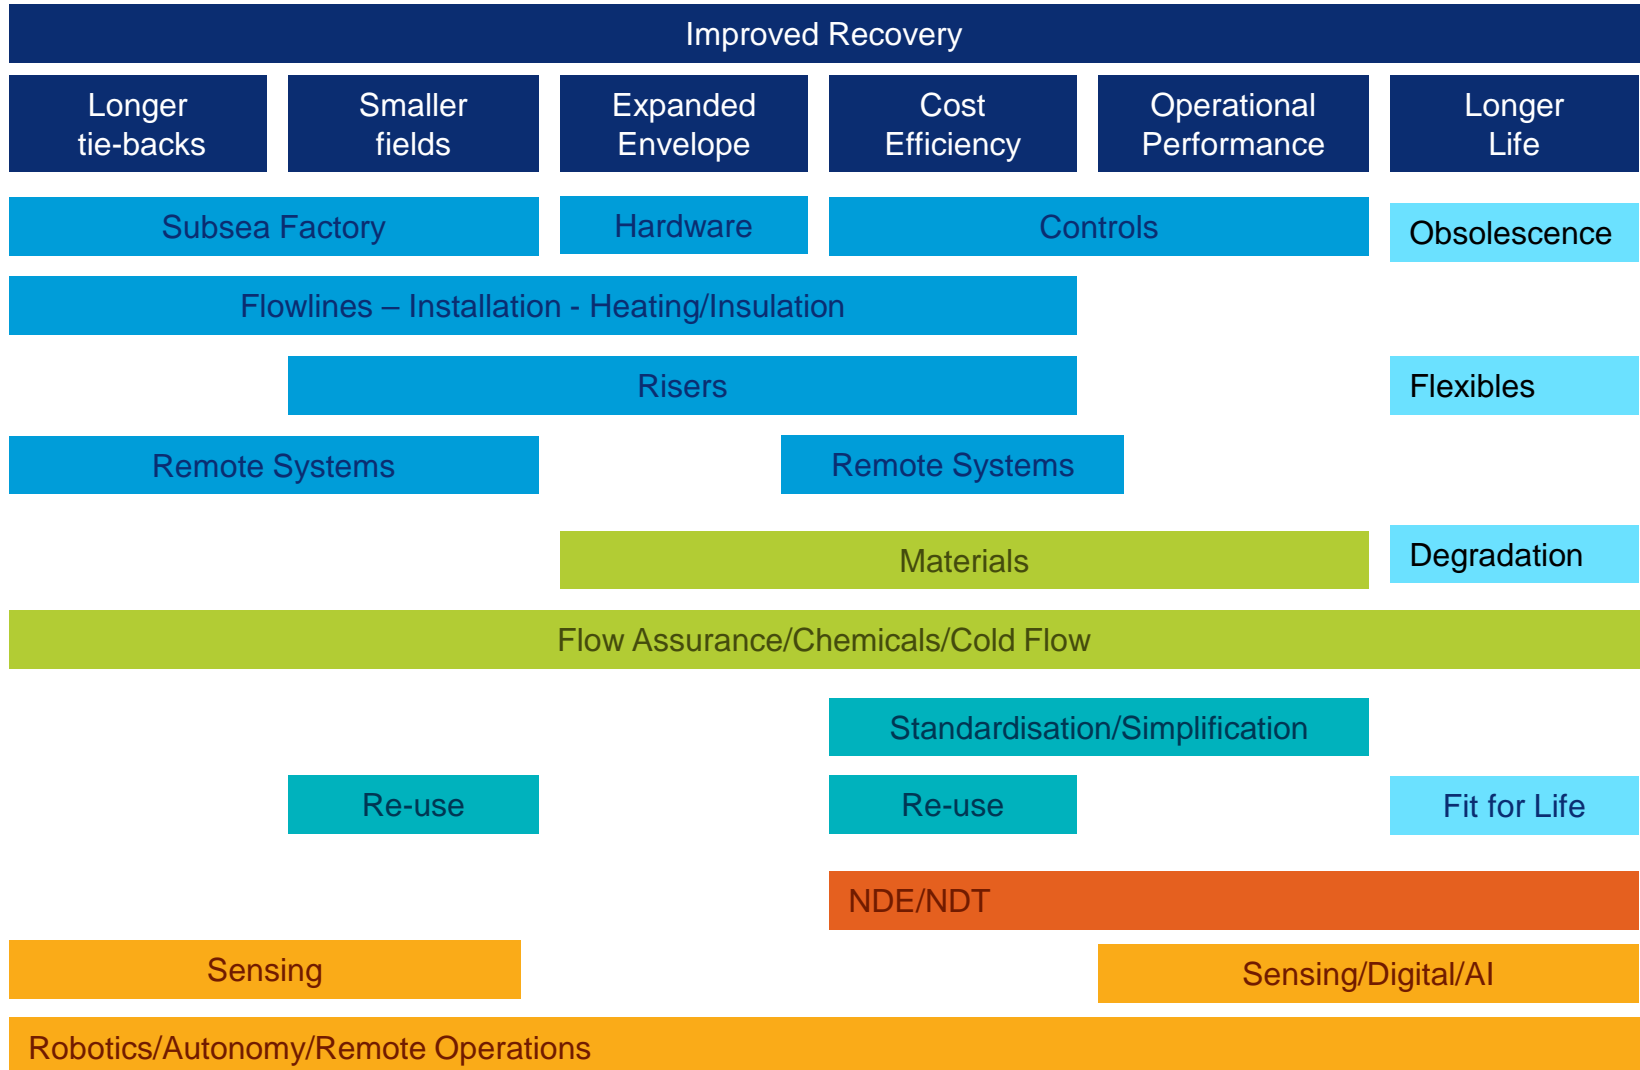 Improved Recovery
Longer
tie-backs
Smaller
fields
Expanded
Envelope
Cost
Efficiency
Operational
Performance
Longer
Life
Subsea Factory
Hardware
Controls
Obsolescence
Flowlines – Installation - Heating/Insulation
Risers
Flexibles
Remote Systems
Remote Systems
Materials
Degradation
Flow Assurance/Chemicals/Cold Flow
Standardisation/Simplification
Re-use
Re-use
Fit for Life
NDE/NDT
Sensing
Sensing/Digital/AI
Robotics/Autonomy/Remote Operations